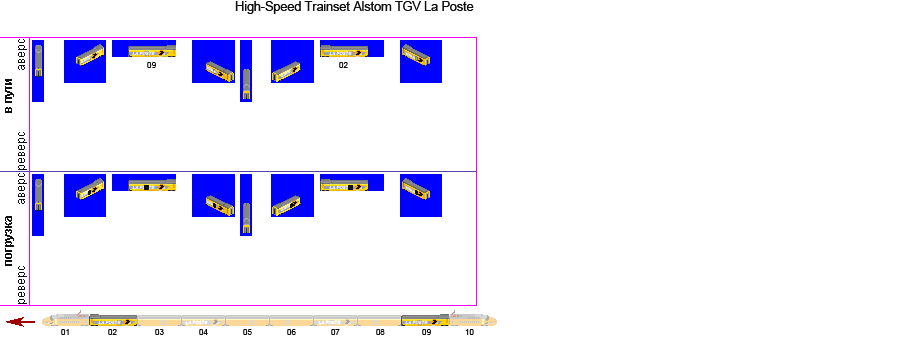 High-Speed Trainset Alstom TGV La Poste
аверс
09
02
в пути
реверс
аверс
погрузка
реверс
01 02 03 04 05 06 07 08 09 10